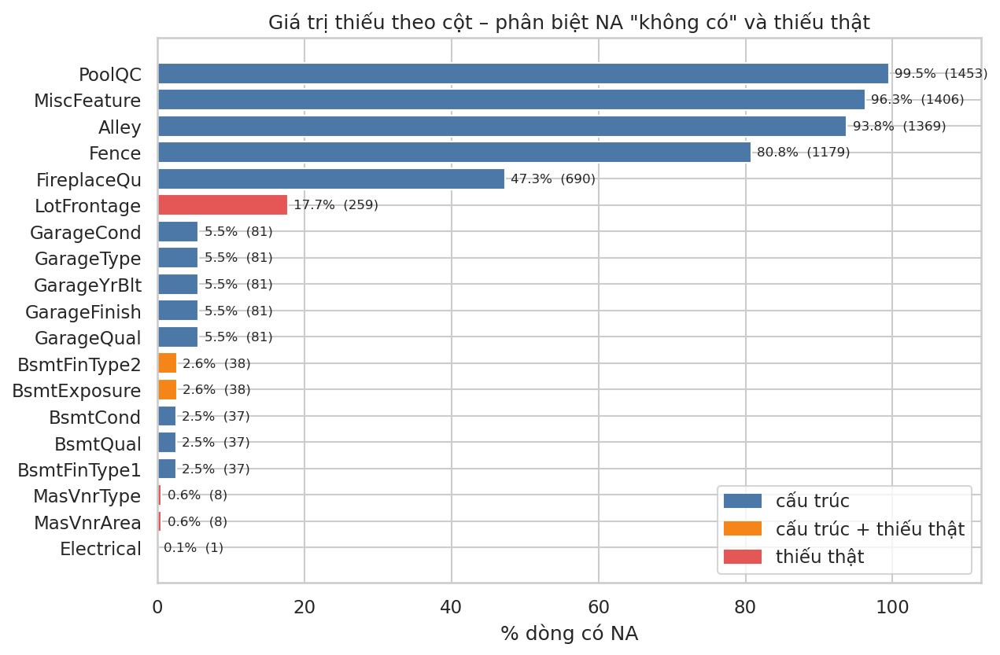 Giá trị thiếu theo cột – phân biệt NA "không có" và thiếu thật
PoolQC 99.5% (1453)
MiscFeature 96.3% (1406)
Alley 93.8% (1369)
Fence 80.8% (1179)
FireplaceQu 47.3% (690)
LotFrontage 17.7% (259)
GarageCond 5.5% (81)
GarageType 5.5% (81)
GarageYrBlt 5.5% (81)
GarageFinish 5.5% (81)
GarageQual 5.5% (81)
BsmtFinType2 2.6% (38)
BsmtExposure 2.6% (38)
BsmtCond 2.5% (37)
BsmtQual 2.5% (37)
BsmtFinType1 2.5% (37)
MasVnrType 0.6% (8)
MasVnrArea 0.6% (8)
Electrical 0.1% (1)
cấu trúc
cấu trúc + thiếu thật
thiếu thật
0 20 40 60 80 100
% dòng có NA